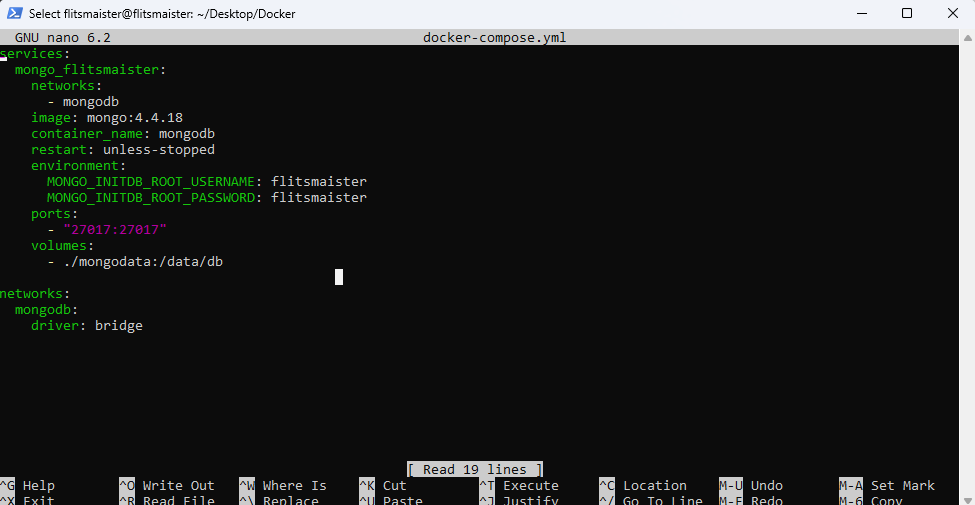 Select flitsmaister@flitsmaister: ~/Desktop/Docker
GNU nano 6.2 docker-compose.yml
services:
  mongo_flitsmaister:
    networks:
      - mongodb
    image: mongo:4.4.18
    container_name: mongodb
    restart: unless-stopped
    environment:
      MONGO_INITDB_ROOT_USERNAME: flitsmaister
      MONGO_INITDB_ROOT_PASSWORD: flitsmaister
    ports:
      - "27017:27017"
    volumes:
      - ./mongodata:/data/db
networks:
  mongodb:
    driver: bridge
[ Read 19 lines ]
^G Help ^O Write Out ^W Where Is ^K Cut ^T Execute ^C Location M-U Undo M-A Set Mark
^X Exit ^R Read File ^\ Replace ^U Paste ^J Justify ^/ Go To Line M-E Redo M-6 Copy